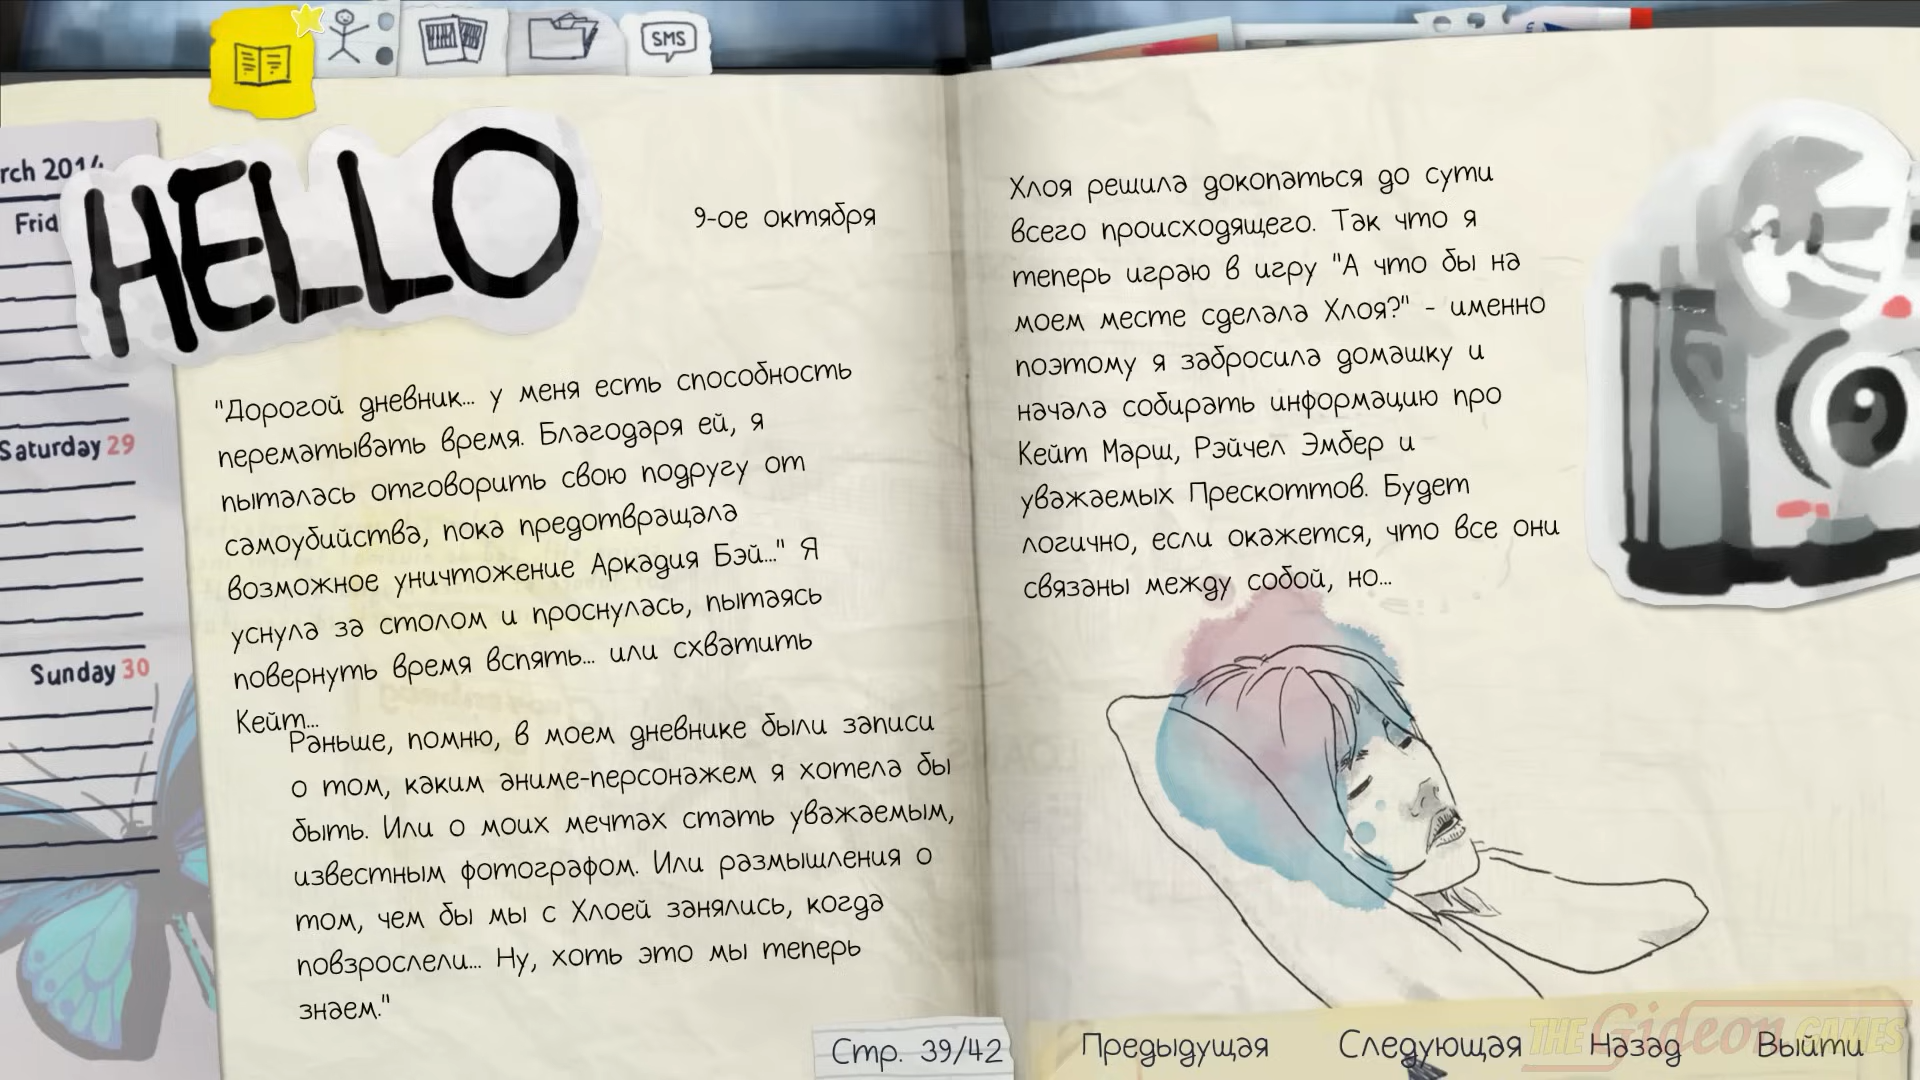 SMS
rch 2014
Frid
Saturday 29
Sunday 30
HELLO
9-ое октября
"Дорогой дневник... у меня есть способность
перематывать время. Благодаря ей, я
пыталась отговорить свою подругу от
самоубийства, пока предотвращала
возможное уничтожение Аркадия Бэй..." Я
уснула за столом и проснулась, пытаясь
повернуть время вспять... или схватить
Кейт...
Раньше, помню, в моем дневнике были записи
о том, каким аниме-персонажем я хотела бы
быть. Или о моих мечтах стать уважаемым,
известным фотографом. Или размышления о
том, чем бы мы с Хлоей занялись, когда
повзрослели... Ну, хоть это мы теперь
знаем."
Хлоя решила докопаться до сути
всего происходящего. Так что я
теперь играю в игру "А что бы на
моем месте сделала Хлоя?" - именно
поэтому я забросила домашку и
начала собирать информацию про
Кейт Марш, Рэйчел Эмбер и
уважаемых Прескоттов. Будет
логично, если окажется, что все они
связаны между собой, но...
Стр. 39/42
Предыдущая Следующая Назад Выйти
THE Gideon GAMES